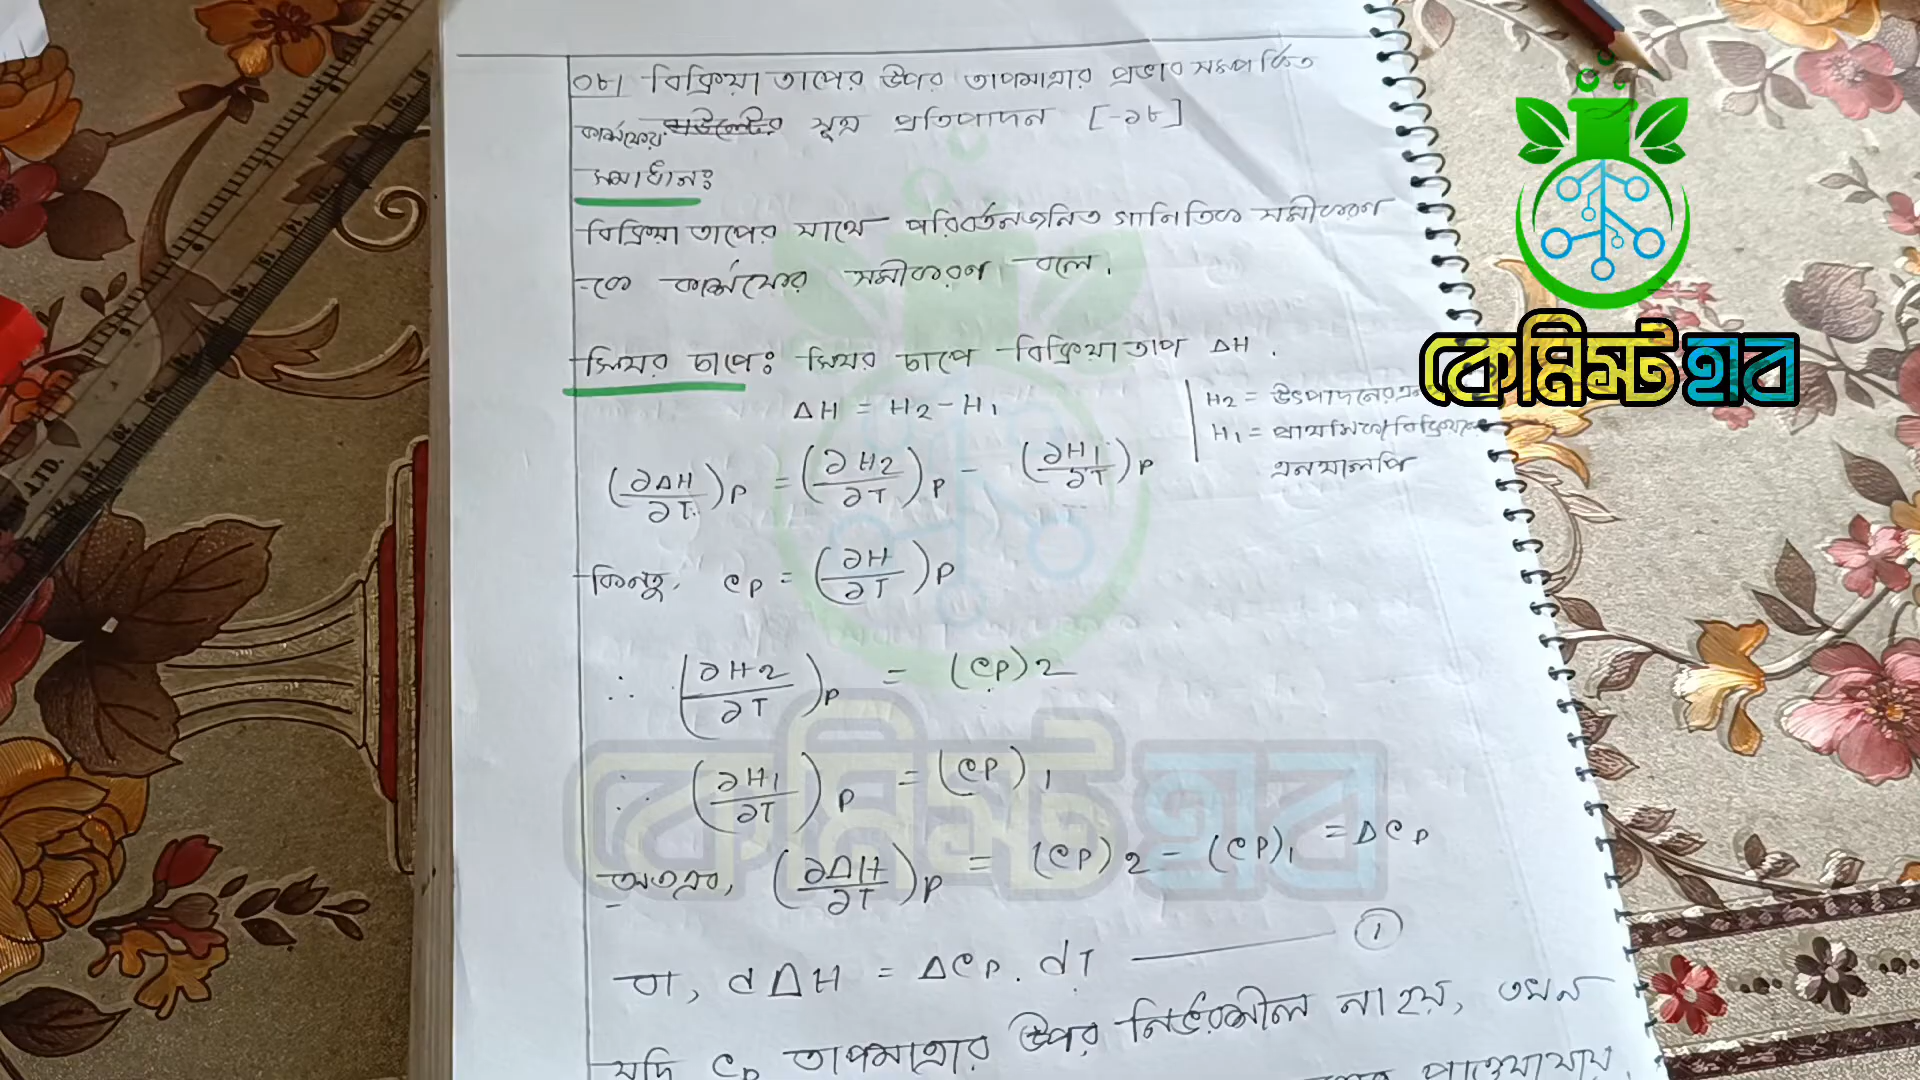 ০৮। বিক্রিয়া তাপের উপর তাপমাত্রার প্রভাব সম্পর্কিত
কার্শফের সূত্র প্রতিপাদন [-১৮]
সমাধানঃ
বিক্রিয়া তাপের সাথে পরিবর্তনজনিত গানিতিক সমীকরণ
-কে কার্শফের সমীকরণ বলে।
স্থির চাপেঃ স্থির চাপে বিক্রিয়া তাপ ΔH .
ΔH = H₂ - H₁
H₂ = উৎপাদনের
H₁ = প্রাথমিক
এনথালপি
(∂ΔH/∂T)P = (∂H₂/∂T)P - (∂H₁/∂T)P
কিন্তু, CP = (∂H/∂T)P
∴ (∂H₂/∂T)P = (CP)₂
∴ (∂H₁/∂T)P = (CP)₁
অতএব, (∂ΔH/∂T)P = (CP)₂ - (CP)₁ = ΔCP
বা, dΔH = ΔCP . dT ——— ①
যদি CP তাপমাত্রার উপর নির্ভরশীল না হয়, তখন
পাওয়া যায়,
কেমিস্ট হাব
কেমিস্ট হাব